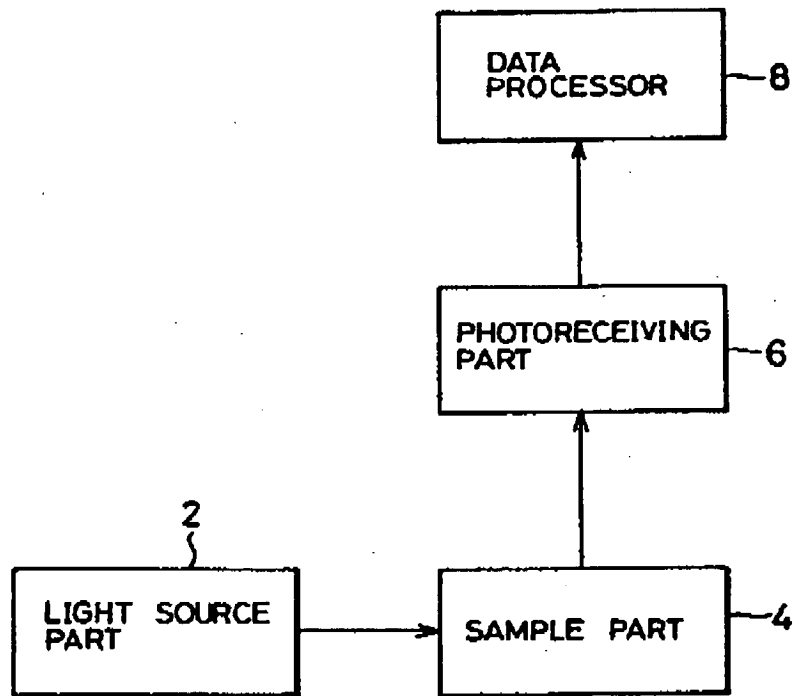 DATA
PROCESSOR
8
PHOTORECEIVING
PART
6
2
LIGHT SOURCE
PART
SAMPLE PART
4